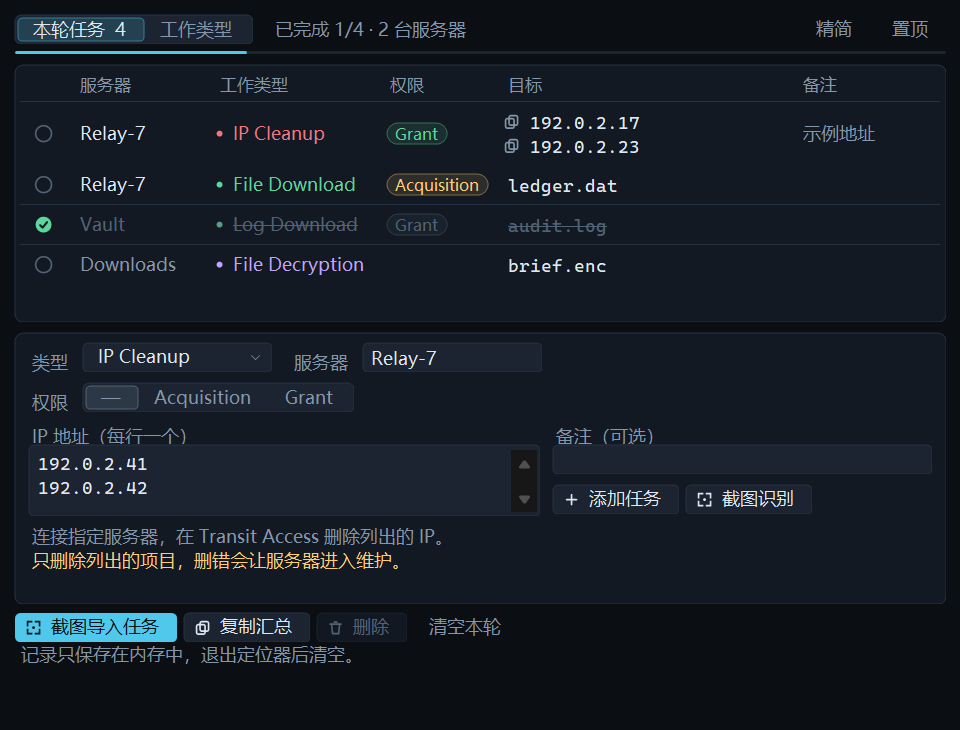 本轮任务 4 工作类型 已完成 1/4 · 2 台服务器 精简 置顶
服务器 工作类型 权限 目标 备注
Relay-7 • IP Cleanup Grant 192.0.2.17 示例地址
192.0.2.23
Relay-7 • File Download Acquisition ledger.dat
Vault • Log Download Grant audit.log
Downloads • File Decryption brief.enc
类型 IP Cleanup 服务器 Relay-7
权限 — Acquisition Grant
IP 地址（每行一个） 备注（可选）
192.0.2.41
192.0.2.42
+ 添加任务 截图识别
连接指定服务器，在 Transit Access 删除列出的 IP。
只删除列出的项目，删错会让服务器进入维护。
截图导入任务 复制汇总 删除 清空本轮
记录只保存在内存中，退出定位器后清空。